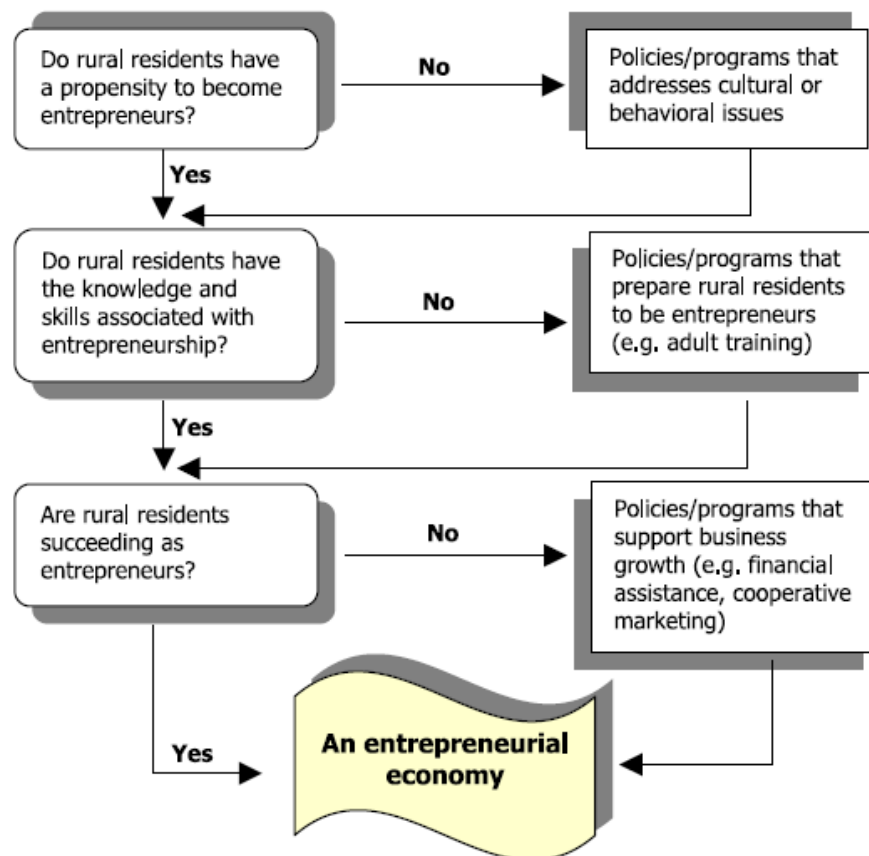 Do rural residents have
a propensity to become
entrepreneurs?
No
Policies/programs that
addresses cultural or
behavioral issues
Yes
Do rural residents have
the knowledge and
skills associated with
entrepreneurship?
No
Policies/programs that
prepare rural residents
to be entrepreneurs
(e.g. adult training)
Yes
Are rural residents
succeeding as
entrepreneurs?
No
Policies/programs that
support business
growth (e.g. financial
assistance, cooperative
marketing)
Yes
An entrepreneurial
economy